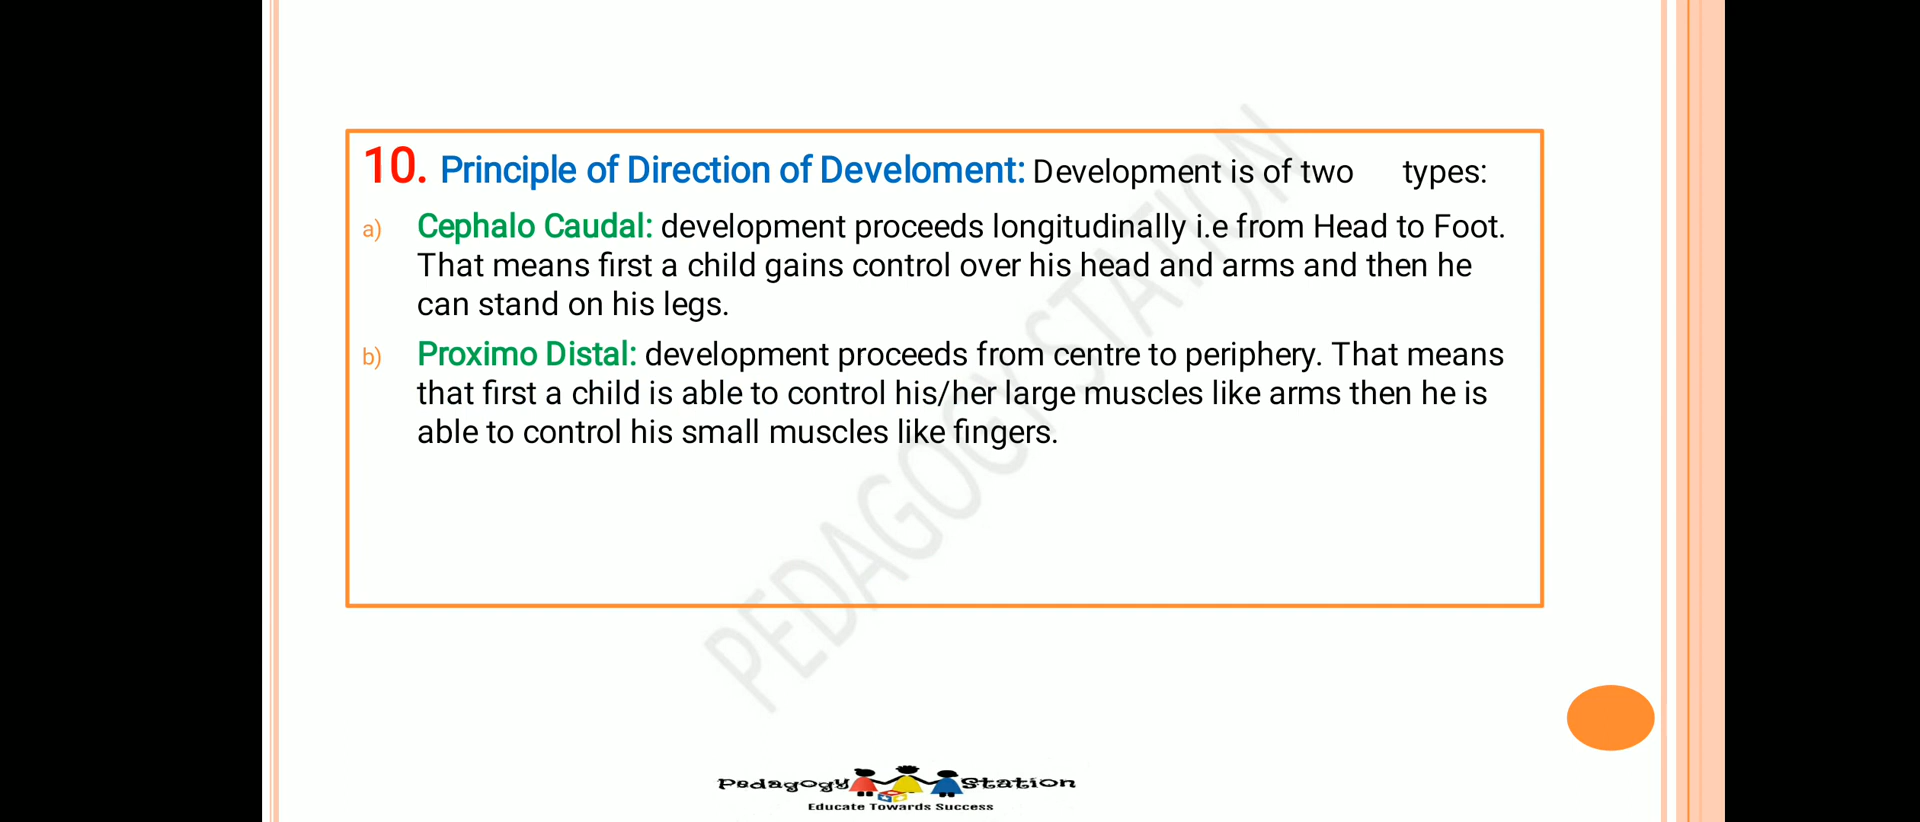 10. Principle of Direction of Develoment: Development is of two types:
a) Cephalo Caudal: development proceeds longitudinally i.e from Head to Foot.
That means first a child gains control over his head and arms and then he
can stand on his legs.
b) Proximo Distal: development proceeds from centre to periphery. That means
that first a child is able to control his/her large muscles like arms then he is
able to control his small muscles like fingers.
PEDAGOGY STATION
Pedagogy Station
Educate Towards Success